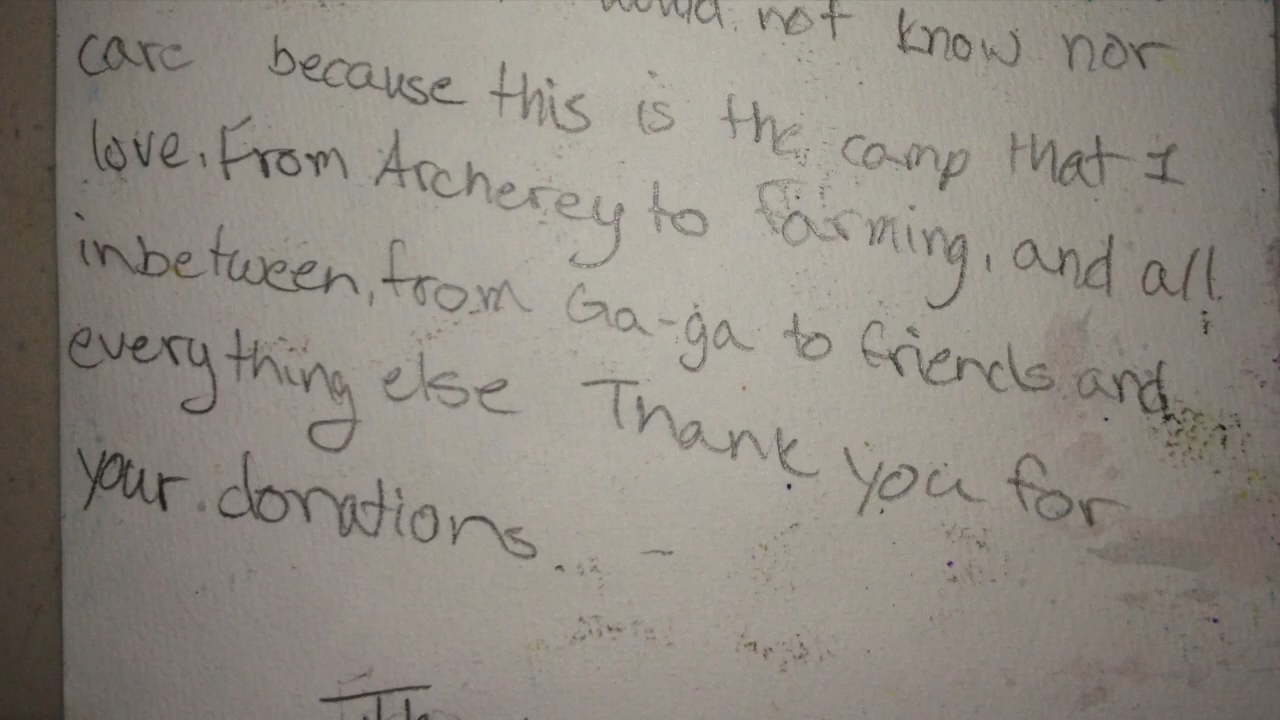 would not know nor
care because this is the camp that I
love. From Archerey to farming, and all
inbetween, from Ga-ga to friends and
everything else Thank you for
your donations.